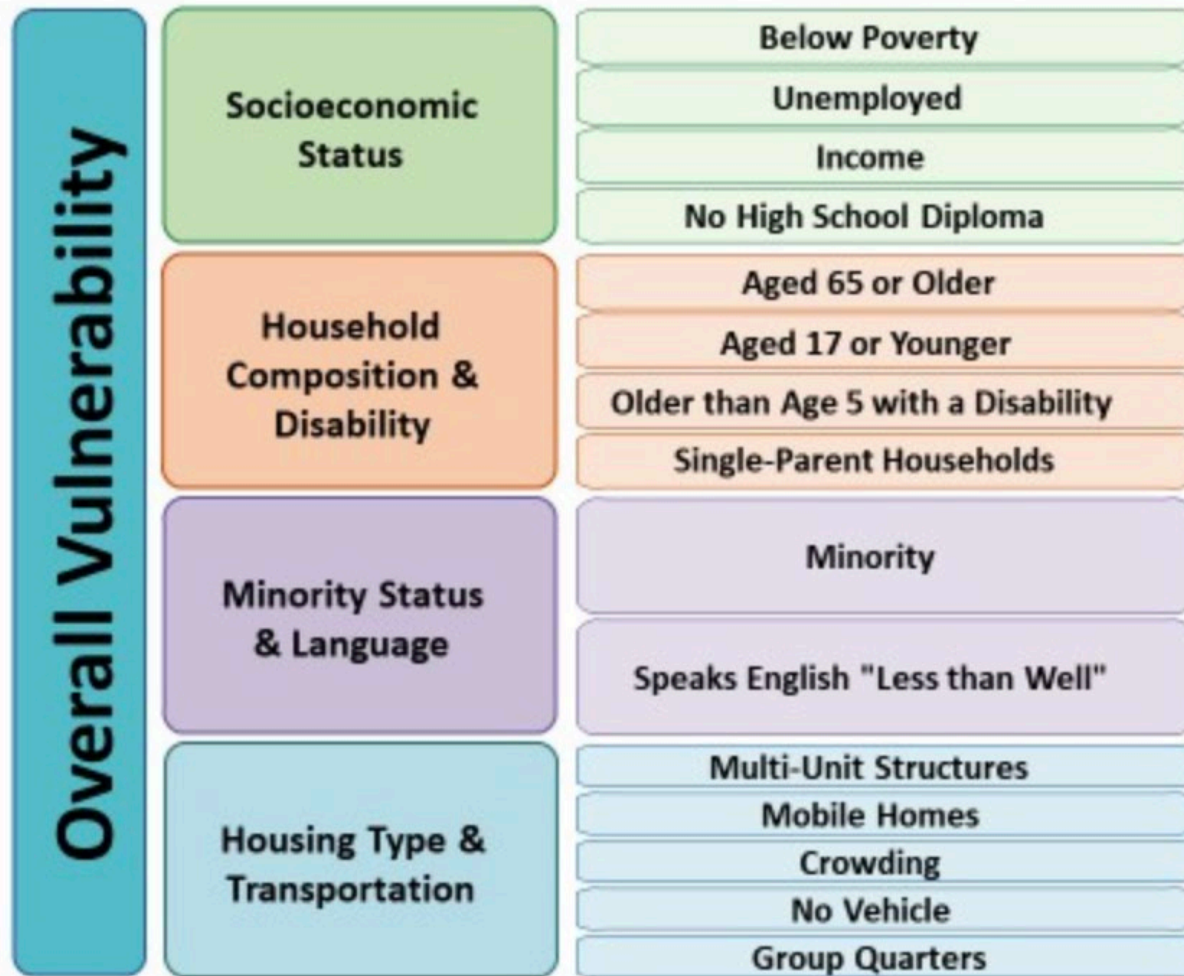 Overall Vulnerability
Socioeconomic
Status
Below Poverty
Unemployed
Income
No High School Diploma
Household
Composition &
Disability
Aged 65 or Older
Aged 17 or Younger
Older than Age 5 with a Disability
Single-Parent Households
Minority Status
& Language
Minority
Speaks English "Less than Well"
Housing Type &
Transportation
Multi-Unit Structures
Mobile Homes
Crowding
No Vehicle
Group Quarters